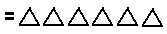 = △ △ △ △ △ △